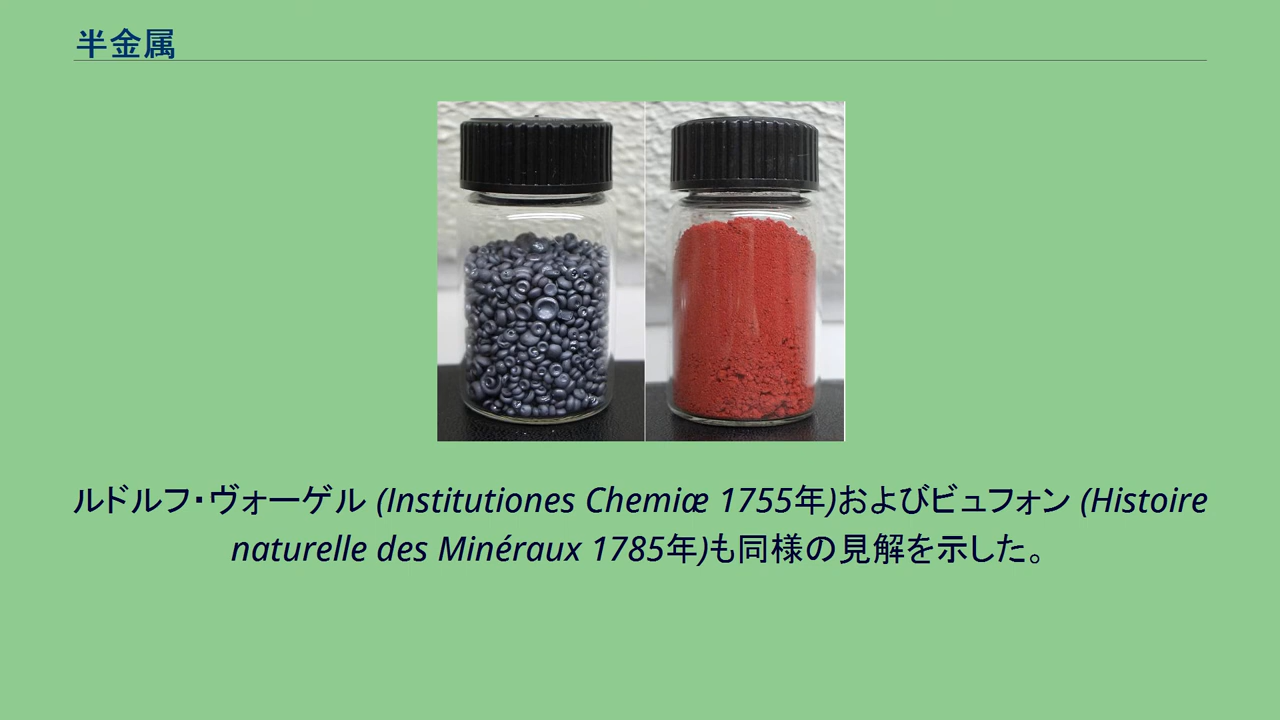 半金属
ルドルフ・ヴォーゲル (Institutiones Chemiæ 1755年)およびビュフォン (Histoire
naturelle des Minéraux 1785年)も同様の見解を示した。